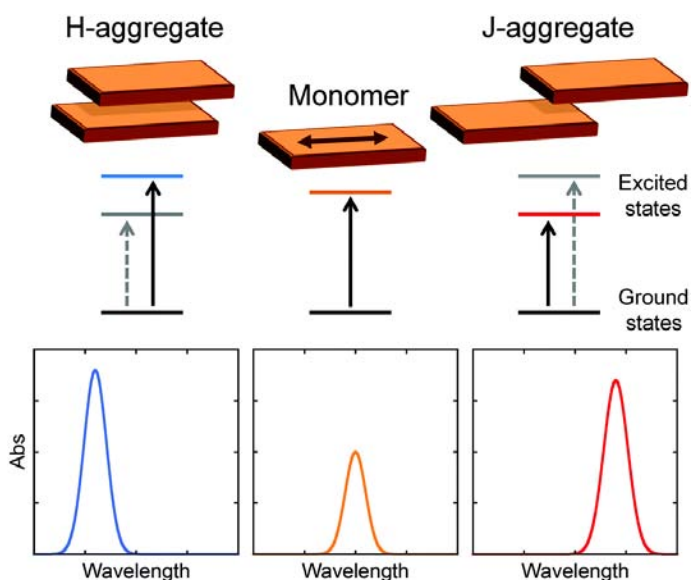 H-aggregate
Monomer
J-aggregate
Excited
states
Ground
states
Abs
Wavelength
Wavelength
Wavelength